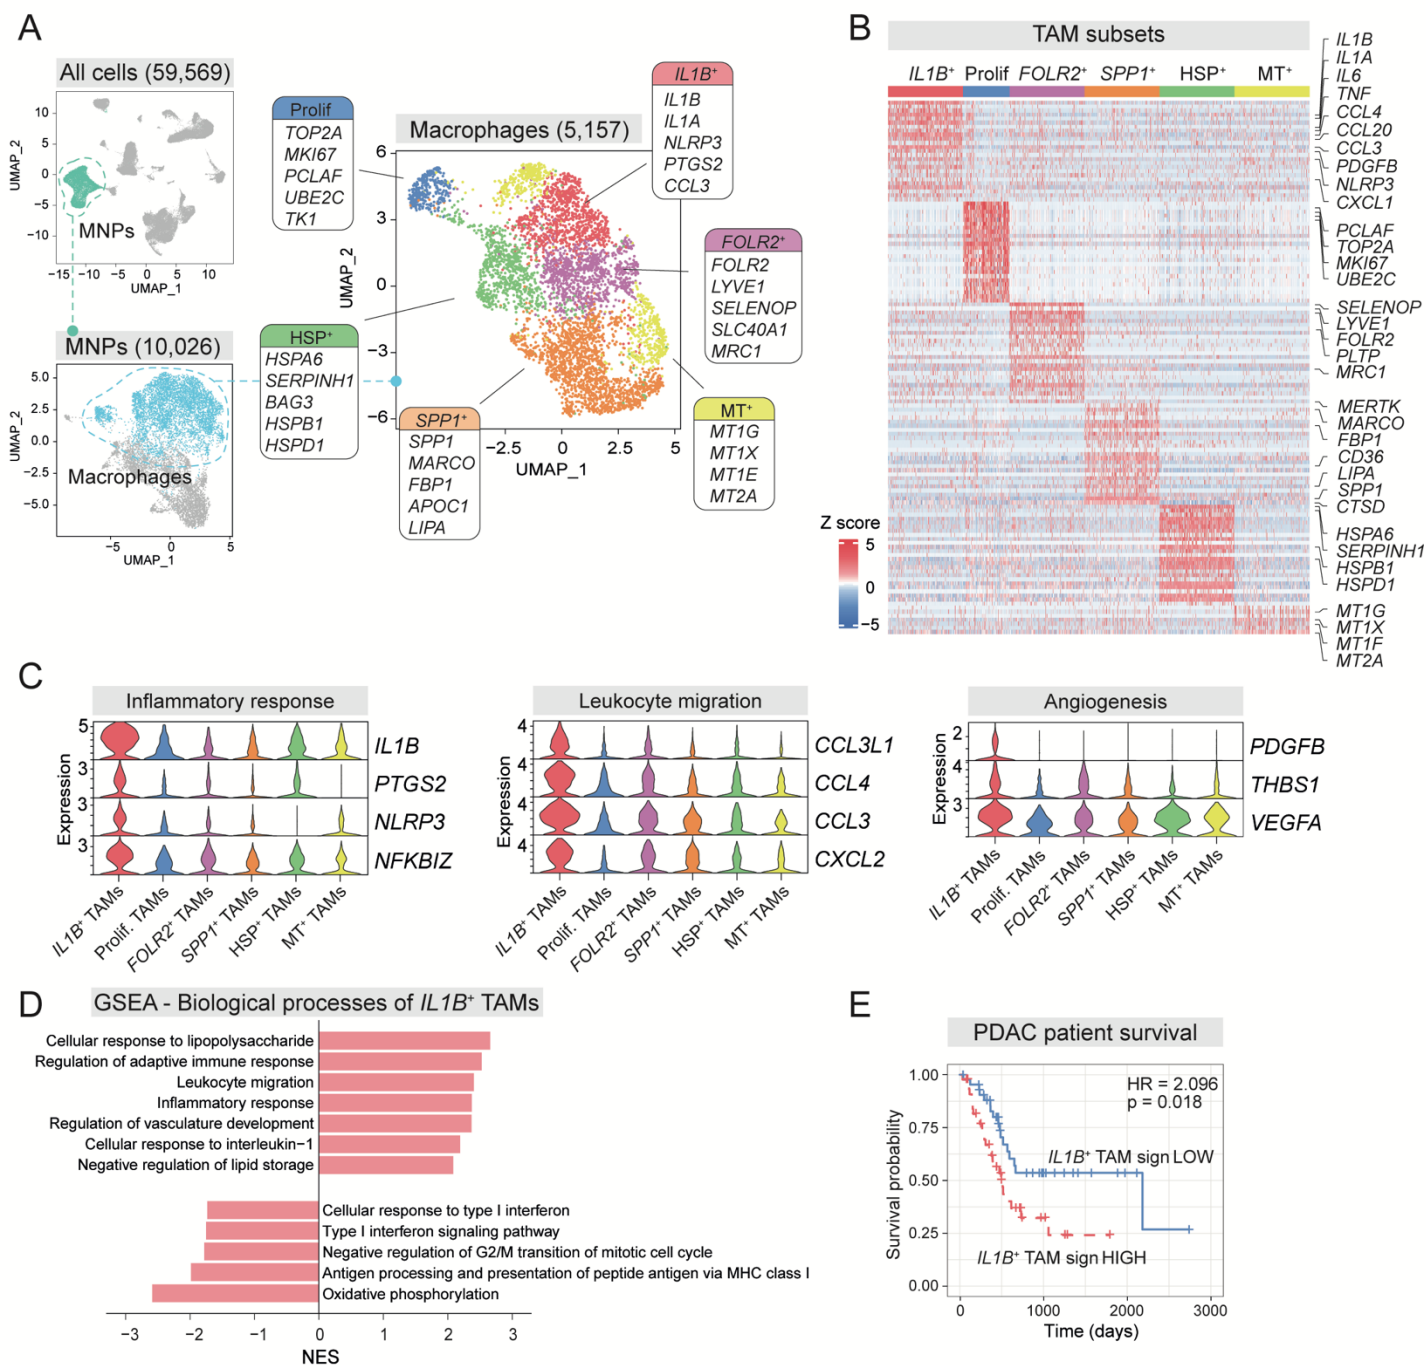 A
All cells (59,569)
UMAP_2
10
5
0
−5
−10
MNPs
−15
−10
−5
0
5
10
UMAP_1
MNPs (10,026)
UMAP_2
5.0
2.5
0.0
−2.5
−5.0
Macrophages
−5
0
5
UMAP_1
Prolif
TOP2A
MKI67
PCLAF
UBE2C
TK1
HSP+
HSPA6
SERPINH1
BAG3
HSPB1
HSPD1
Macrophages (5,157)
UMAP_2
6
3
0
−3
−6
−2.5
0
2.5
5
UMAP_1
IL1B+
IL1B
IL1A
NLRP3
PTGS2
CCL3
FOLR2+
FOLR2
LYVE1
SELENOP
SLC40A1
MRC1
SPP1+
SPP1
MARCO
FBP1
APOC1
LIPA
MT+
MT1G
MT1X
MT1E
MT2A
B
TAM subsets
IL1B+ Prolif FOLR2+ SPP1+ HSP+ MT+
IL1B
IL1A
IL6
TNF
CCL4
CCL20
CCL3
PDGFB
NLRP3
CXCL1
PCLAF
TOP2A
MKI67
UBE2C
SELENOP
LYVE1
FOLR2
PLTP
MRC1
MERTK
MARCO
FBP1
CD36
LIPA
SPP1
CTSD
HSPA6
SERPINH1
HSPB1
HSPD1
MT1G
MT1X
MT1F
MT2A
Z score
5
0
−5
C
Inflammatory response
Expression
5
3
3
3
IL1B
PTGS2
NLRP3
NFKBIZ
IL1B+ TAMs
Prolif. TAMs
FOLR2+ TAMs
SPP1+ TAMs
HSP+ TAMs
MT+ TAMs
Leukocyte migration
Expression
4
4
4
4
CCL3L1
CCL4
CCL3
CXCL2
IL1B+ TAMs
Prolif. TAMs
FOLR2+ TAMs
SPP1+ TAMs
HSP+ TAMs
MT+ TAMs
Angiogenesis
Expression
2
4
3
PDGFB
THBS1
VEGFA
IL1B+ TAMs
Prolif. TAMs
FOLR2+ TAMs
SPP1+ TAMs
HSP+ TAMs
MT+ TAMs
D
GSEA - Biological processes of IL1B+ TAMs
Cellular response to lipopolysaccharide
Regulation of adaptive immune response
Leukocyte migration
Inflammatory response
Regulation of vasculature development
Cellular response to interleukin−1
Negative regulation of lipid storage
Cellular response to type I interferon
Type I interferon signaling pathway
Negative regulation of G2/M transition of mitotic cell cycle
Antigen processing and presentation of peptide antigen via MHC class I
Oxidative phosphorylation
−3
−2
−1
0
1
2
3
NES
E
PDAC patient survival
Survival probability
1.00
0.75
0.50
0.25
0.00
HR = 2.096
p = 0.018
IL1B+ TAM sign LOW
IL1B+ TAM sign HIGH
0
1000
2000
3000
Time (days)